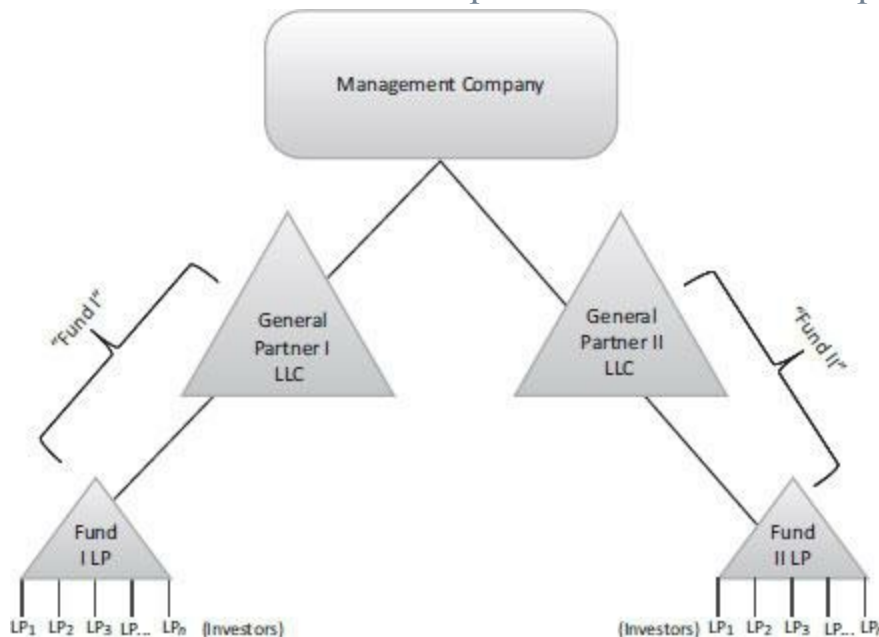 Management Company
General
Partner I
LLC
General
Partner II
LLC
"Fund I"
"Fund II"
Fund
I LP
Fund
II LP
LP₁ LP₂ LP₃ LP... LPₙ (Investors)
(Investors) LP₁ LP₂ LP₃ LP...